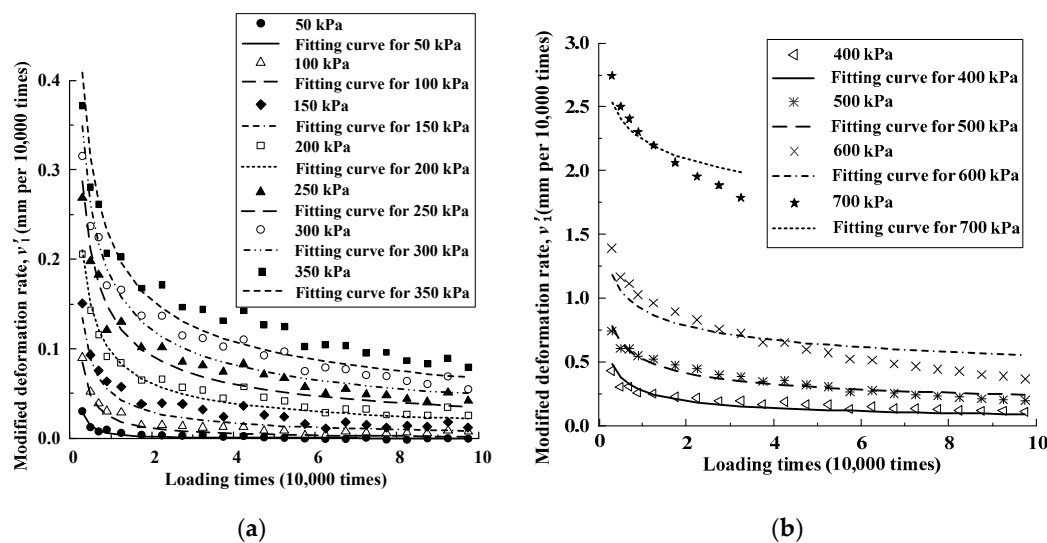 Modified deformation rate, v′1 (mm per 10,000 times)
0.4
0.3
0.2
0.1
0.0
0 2 4 6 8 10
Loading times (10,000 times)
50 kPa
Fitting curve for 50 kPa
100 kPa
Fitting curve for 100 kPa
150 kPa
Fitting curve for 150 kPa
200 kPa
Fitting curve for 200 kPa
250 kPa
Fitting curve for 250 kPa
300 kPa
Fitting curve for 300 kPa
350 kPa
Fitting curve for 350 kPa
(a)
Modified deformation rate, v′1 (mm per 10,000 times)
3.0
2.5
2.0
1.5
1.0
0.5
0.0
0 2 4 6 8 10
Loading times (10,000 times)
400 kPa
Fitting curve for 400 kPa
500 kPa
Fitting curve for 500 kPa
600 kPa
Fitting curve for 600 kPa
700 kPa
Fitting curve for 700 kPa
(b)